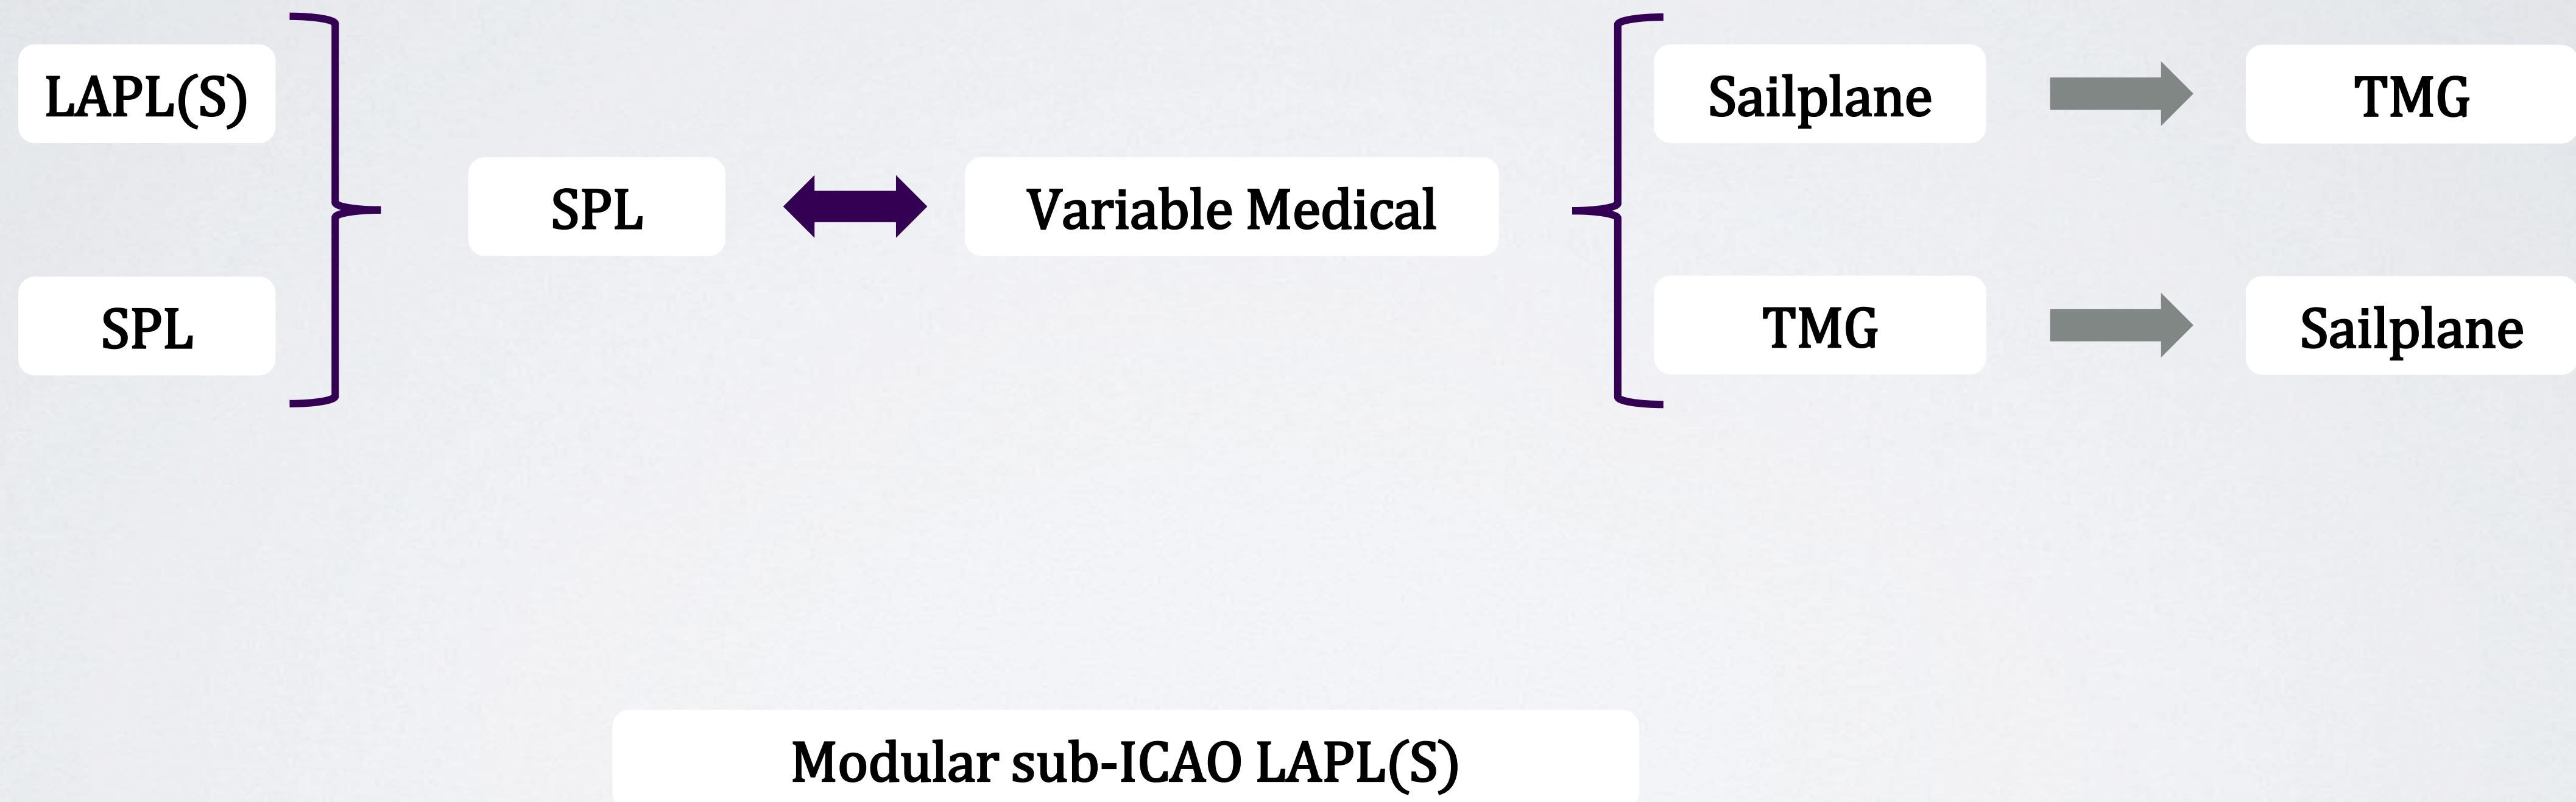 LAPL(S)
SPL
SPL
Variable Medical
Sailplane
TMG
TMG
Sailplane
Modular sub-ICAO LAPL(S)